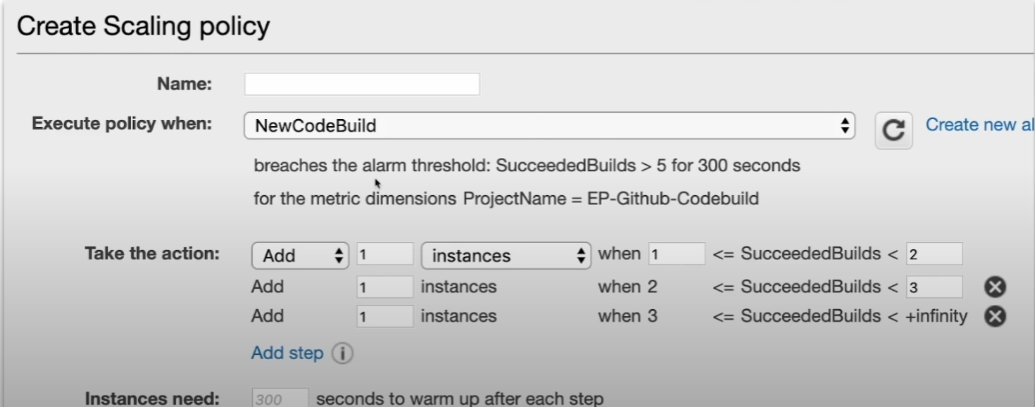 Create Scaling policy
Name:
Execute policy when: NewCodeBuild Create new al
breaches the alarm threshold: SucceededBuilds > 5 for 300 seconds
for the metric dimensions ProjectName = EP-Github-Codebuild
Take the action: Add 1 instances when 1 <= SucceededBuilds < 2
Add 1 instances when 2 <= SucceededBuilds < 3
Add 1 instances when 3 <= SucceededBuilds < +infinity
Add step i
Instances need: 300 seconds to warm up after each step